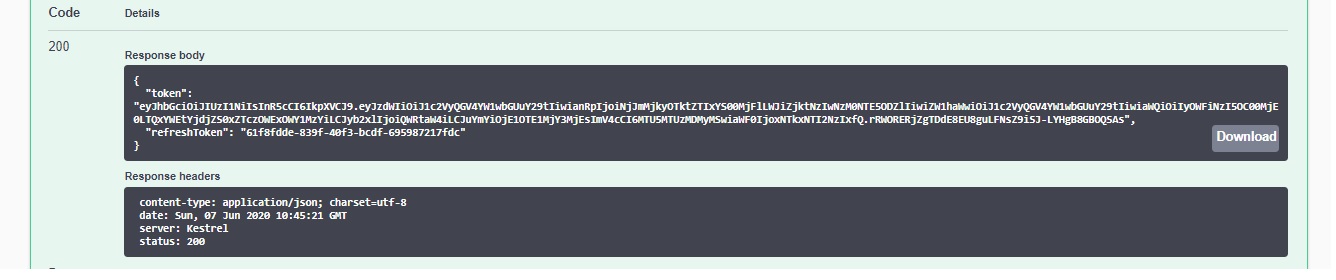 Code Details
200
Response body
{
"token":
"eyJhbGciOiJIUzI1NiIsInR5cCI6IkpXVCJ9.eyJzdWIiOiJ1c2VyQGV4YW1wbGUuY29tIiwianRpIjoiNjJmMjkyOTktZTIxYS00MjFlLWJiZjktNzIwNzM0NTE5ODZlIiwiZW1haWwiOiJ1c2VyQGV4YW1wbGUuY29tIiwiaWQiOiIyOWFiNzI5OC00MjE
0LTQxYWEtYjdjZS0xZTczOWExOWY1MzYiLCJyb2xlIjoiQWRtaW4iLCJuYmYiOjE1OTE1MjY3MjEsImV4cCI6MTU5MTUzMDMyMSwiaWF0IjoxNTkxNTI2NzIxfQ.rRWORERjZgTDdE8EU8guLFNsZ9iSJ-LYHgB8GBOQ5As",
"refreshToken": "61f8fdde-839f-40f3-bcdf-695987217fdc"
}
Download
Response headers
content-type: application/json; charset=utf-8
date: Sun, 07 Jun 2020 10:45:21 GMT
server: Kestrel
status: 200